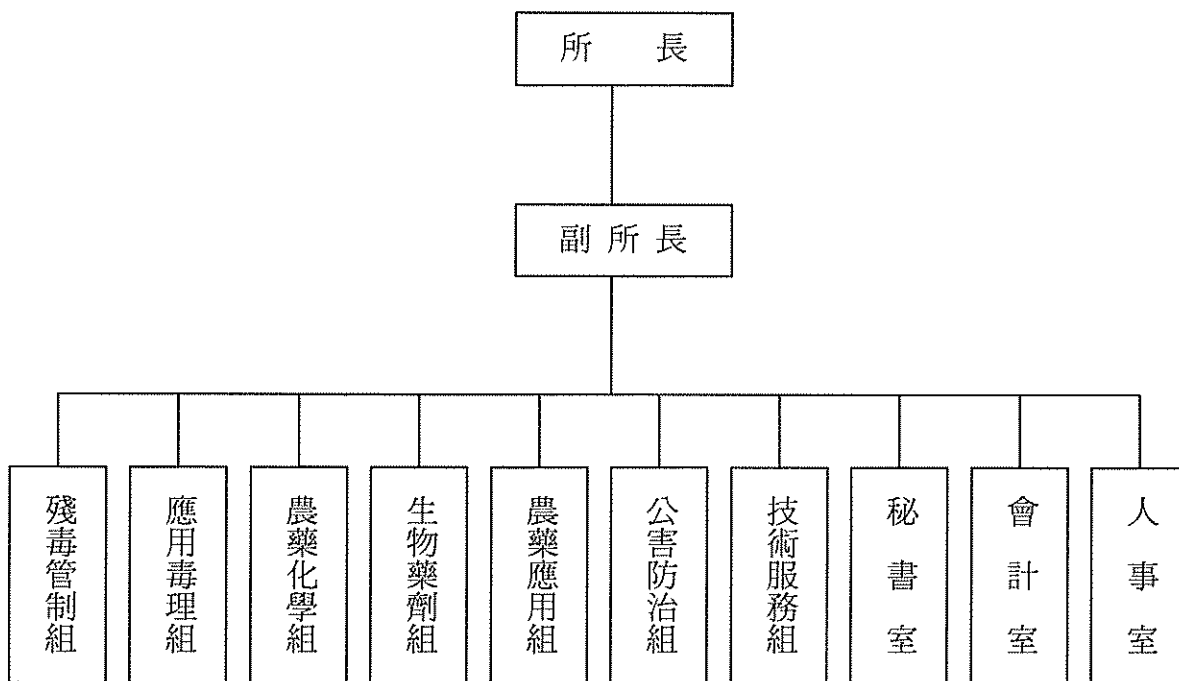 所長
副所長
殘毒管制組
應用毒理組
農藥化學組
生物藥劑組
農藥應用組
公害防治組
技術服務組
秘書室
會計室
人事室